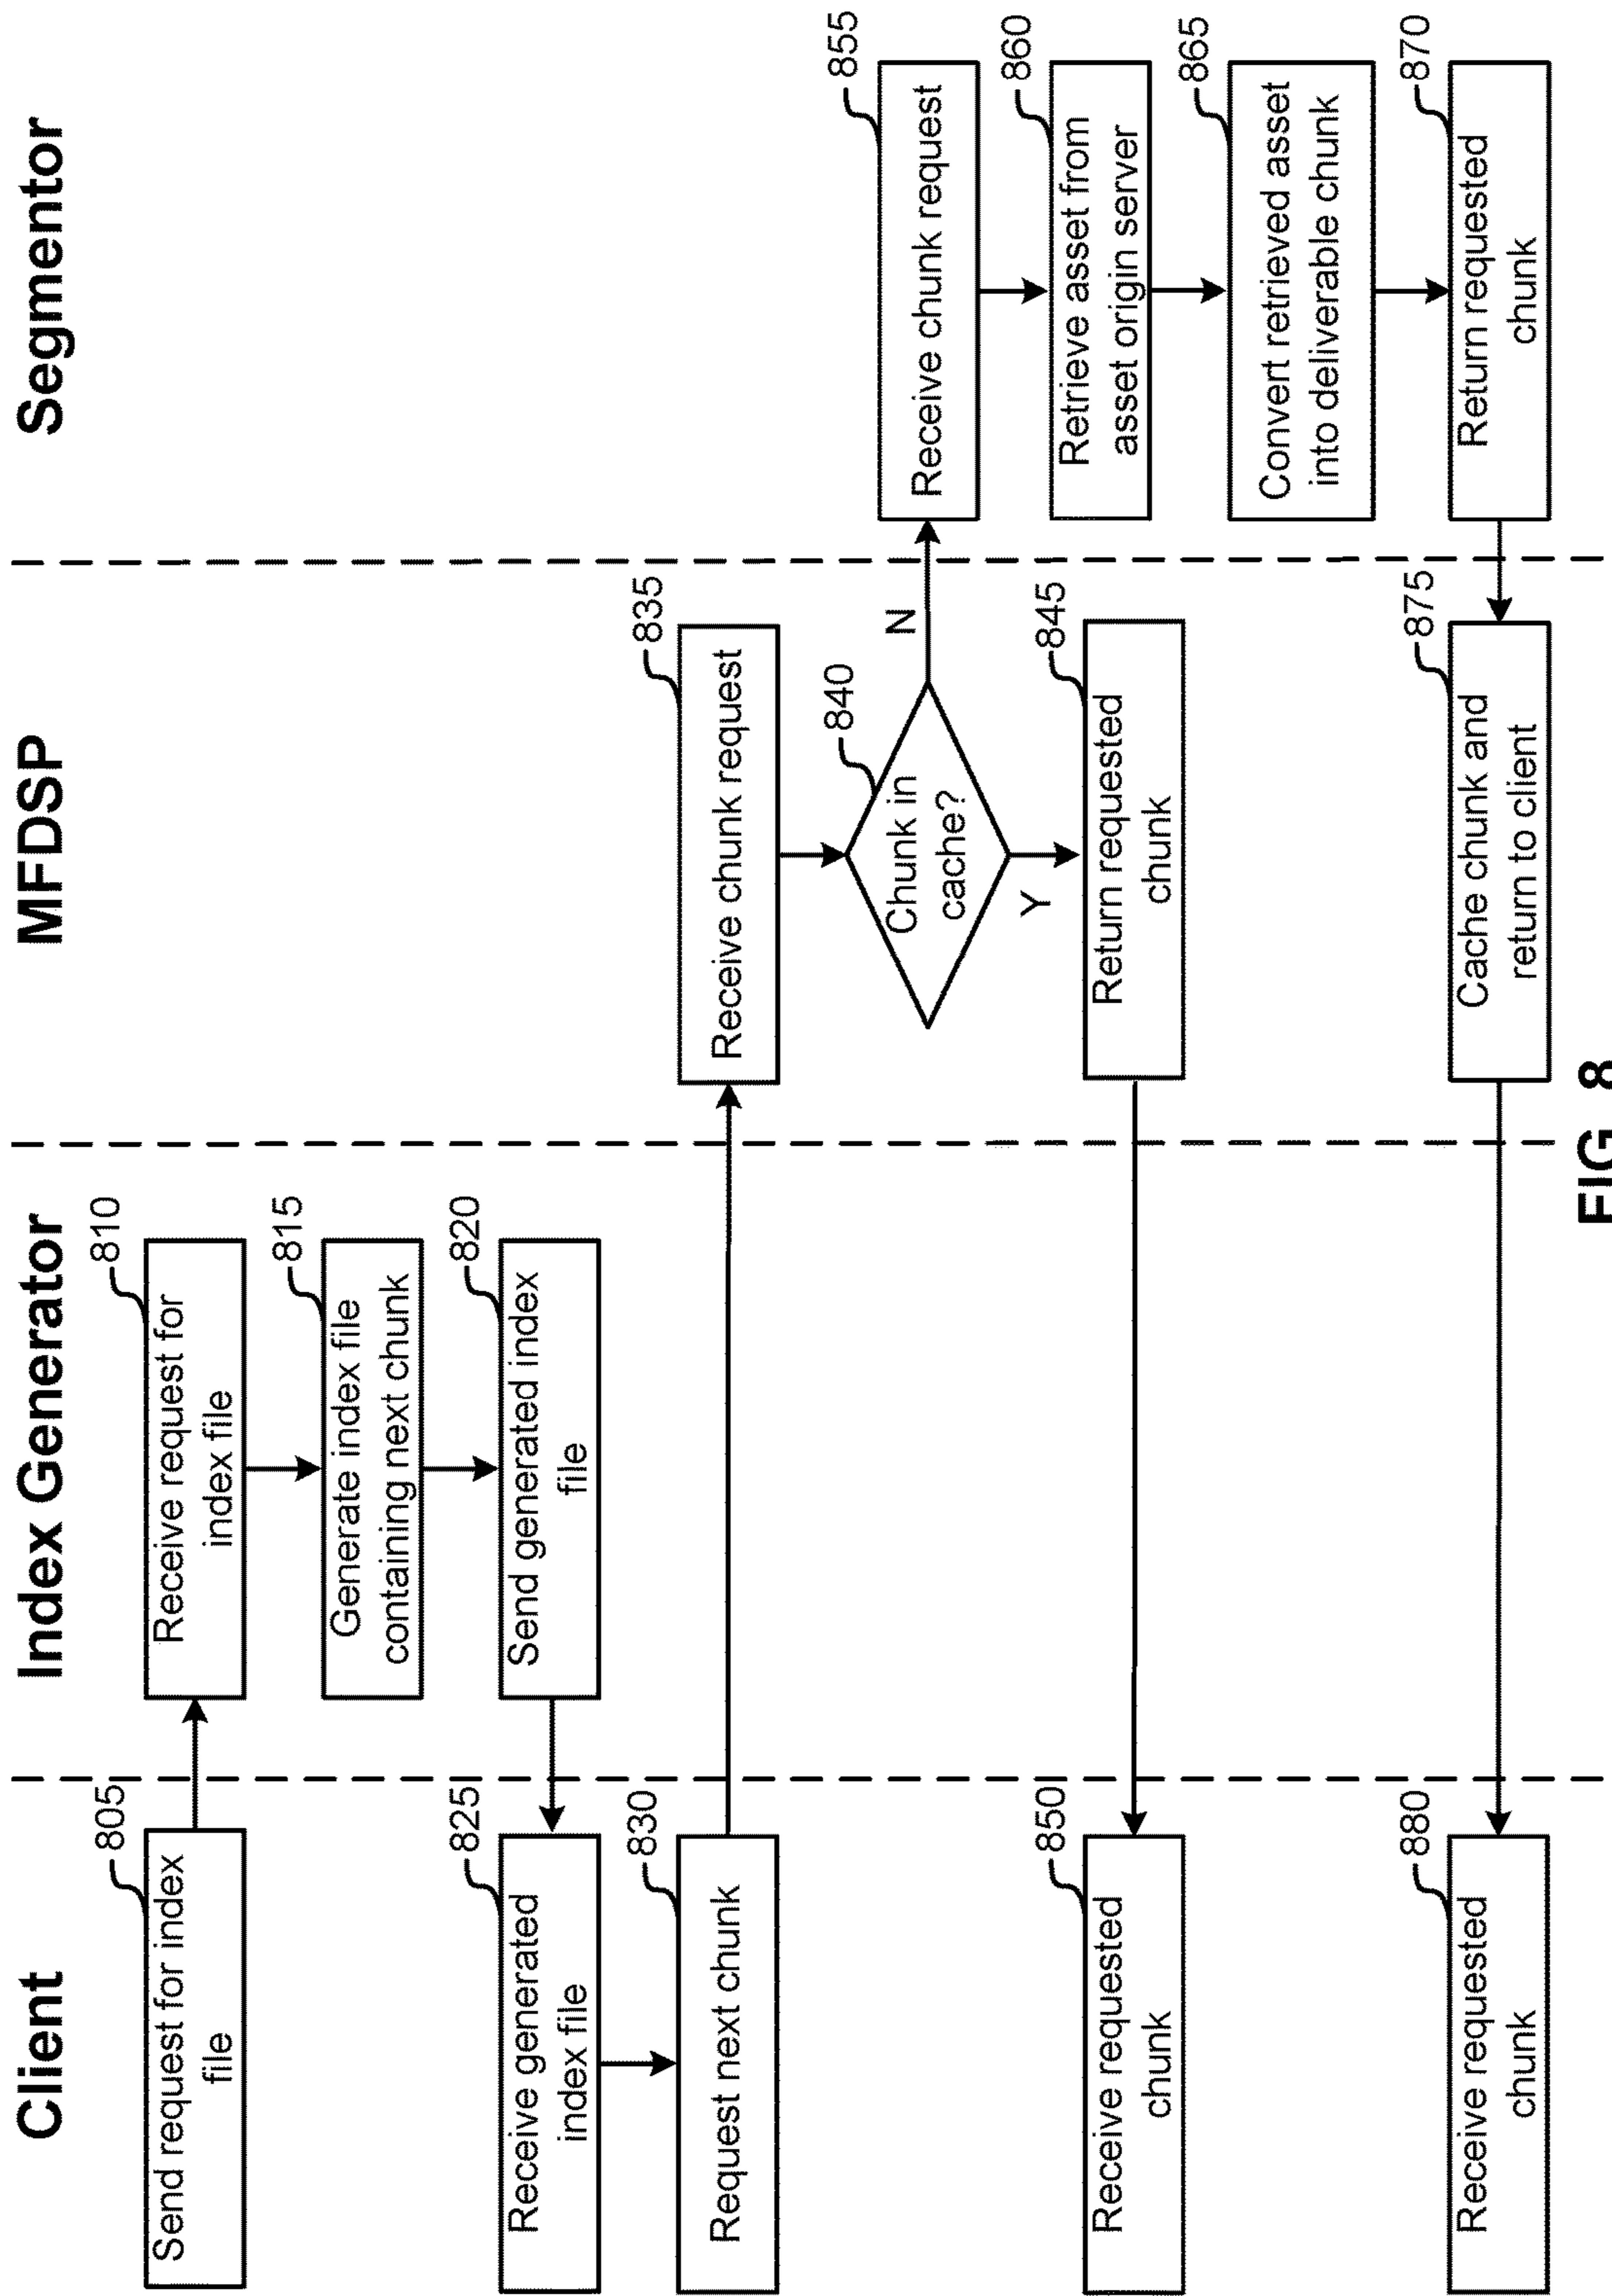 Client
Index Generator
MFDSP
Segmentor
805
Send request for index
file
810
Receive request for
index file
815
Generate index file
containing next chunk
820
Send generated index
file
825
Receive generated
index file
830
Request next chunk
835
Receive chunk request
840
Chunk in
cache?
N
Y
845
Return requested
chunk
850
Receive requested
chunk
855
Receive chunk request
860
Retrieve asset from
asset origin server
865
Convert retrieved asset
into deliverable chunk
870
Return requested
chunk
875
Cache chunk and
return to client
880
Receive requested
chunk
FIG. 8